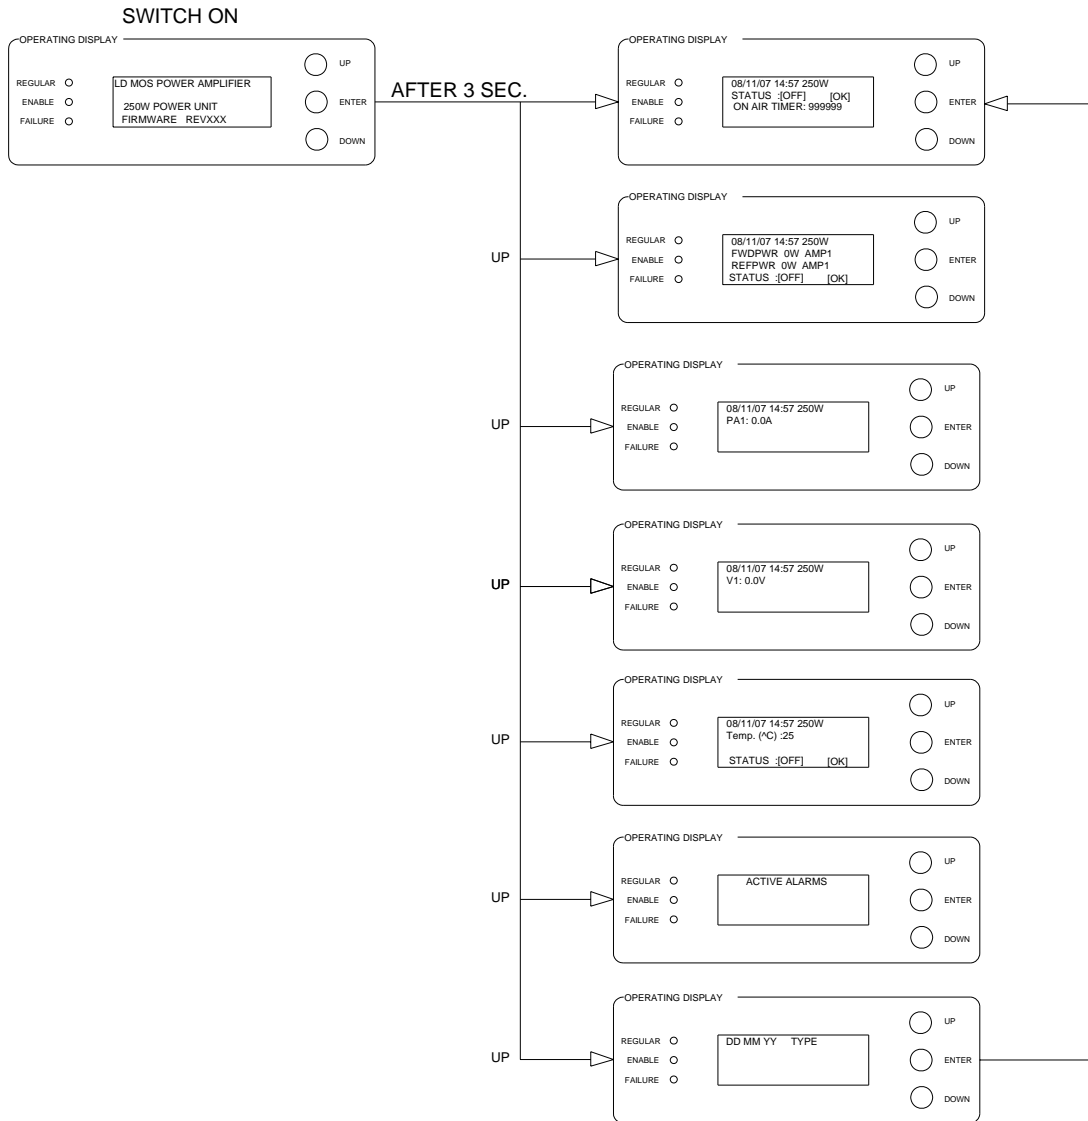 SWITCH ON
OPERATING DISPLAY
REGULAR
ENABLE
FAILURE
LD MOS POWER AMPLIFIER
250W POWER UNIT
FIRMWARE REVXXX
UP
ENTER
DOWN
AFTER 3 SEC.
OPERATING DISPLAY
REGULAR
ENABLE
FAILURE
08/11/07 14:57 250W
STATUS :[OFF] [OK]
ON AIR TIMER: 999999
UP
ENTER
DOWN
UP
OPERATING DISPLAY
REGULAR
ENABLE
FAILURE
08/11/07 14:57 250W
FWDPWR 0W AMP1
REFPWR 0W AMP1
STATUS :[OFF] [OK]
UP
ENTER
DOWN
UP
OPERATING DISPLAY
REGULAR
ENABLE
FAILURE
08/11/07 14:57 250W
PA1: 0.0A
UP
ENTER
DOWN
UP
OPERATING DISPLAY
REGULAR
ENABLE
FAILURE
08/11/07 14:57 250W
V1: 0.0V
UP
ENTER
DOWN
UP
OPERATING DISPLAY
REGULAR
ENABLE
FAILURE
08/11/07 14:57 250W
Temp. (^C) :25
STATUS :[OFF] [OK]
UP
ENTER
DOWN
UP
OPERATING DISPLAY
REGULAR
ENABLE
FAILURE
ACTIVE ALARMS
UP
ENTER
DOWN
UP
OPERATING DISPLAY
REGULAR
ENABLE
FAILURE
DD MM YY TYPE
UP
ENTER
DOWN